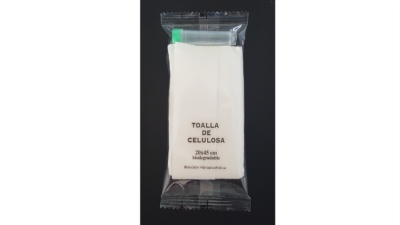 TOALLA
DE
CELULOSA
20x45 cm
biodegradable